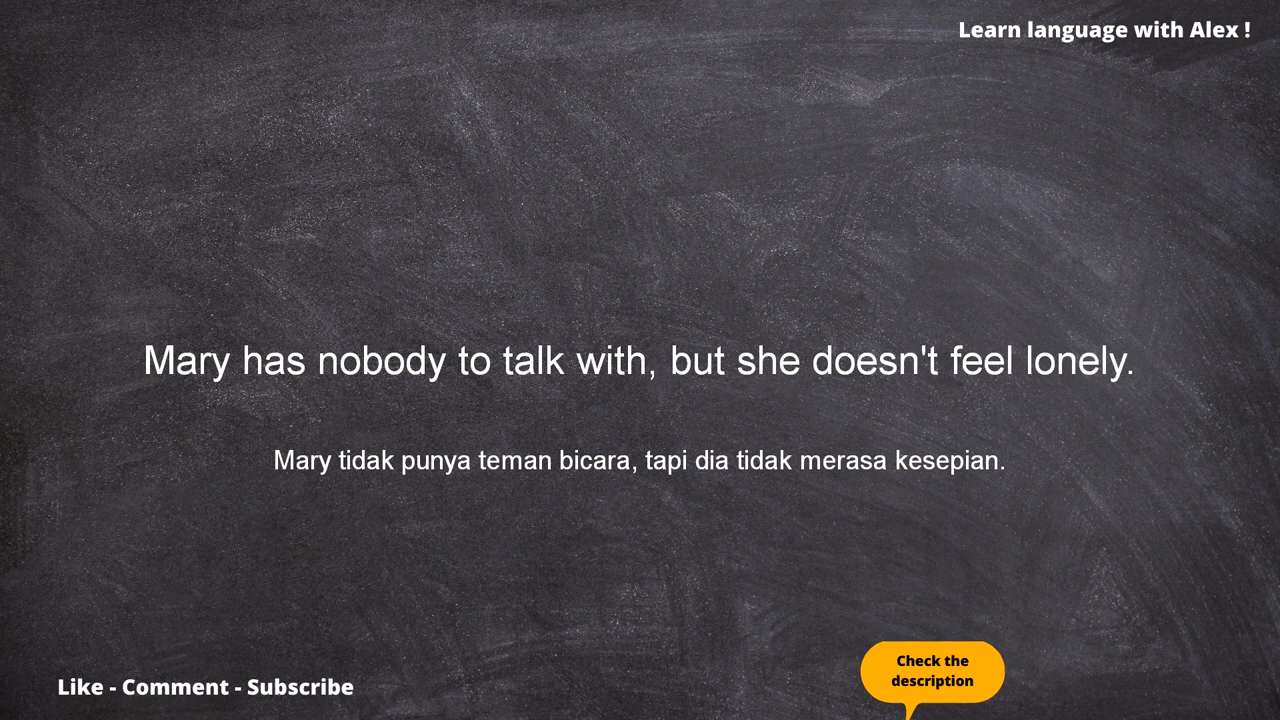 Learn language with Alex !
Mary has nobody to talk with, but she doesn't feel lonely.
Mary tidak punya teman bicara, tapi dia tidak merasa kesepian.
Check the
description
Like - Comment - Subscribe